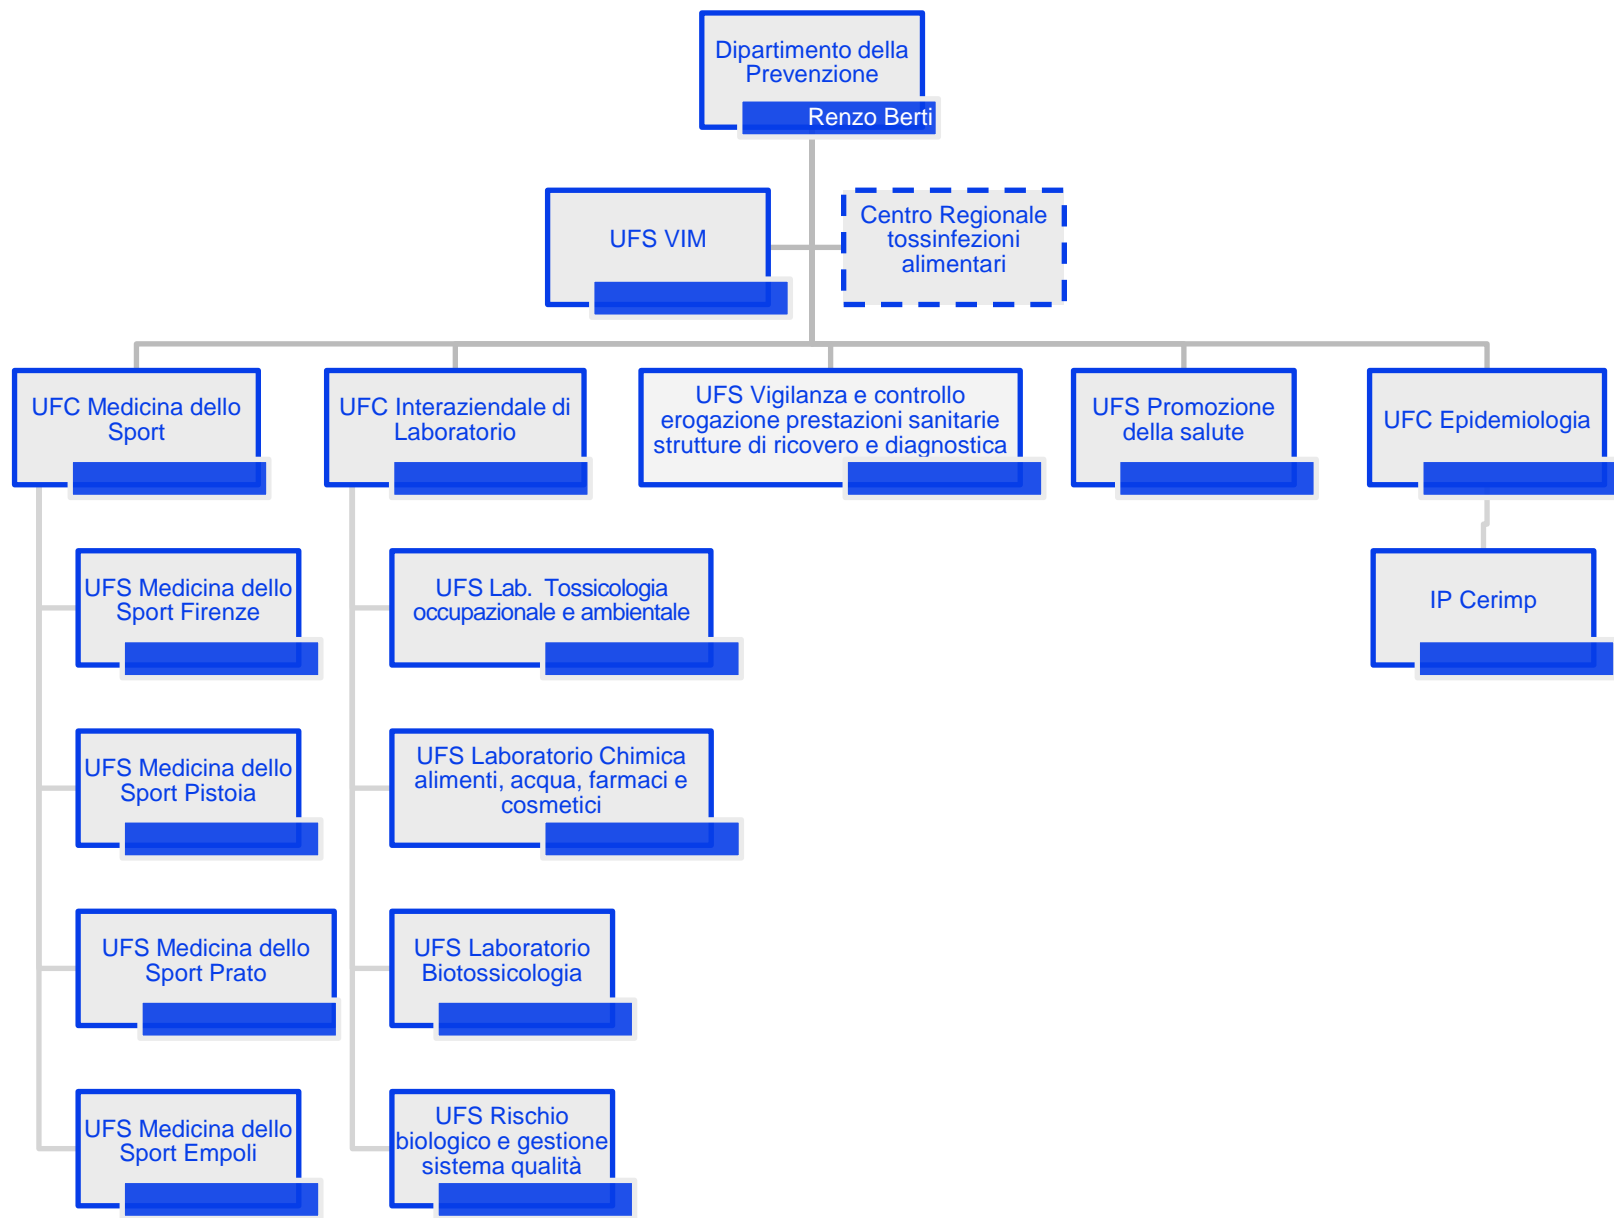 Dipartimento della
Prevenzione
Renzo Berti
UFS VIM
Centro Regionale
tossinfezioni
alimentari
UFC Medicina dello
Sport
UFC Interaziendale di
Laboratorio
UFS Vigilanza e controllo
erogazione prestazioni sanitarie
strutture di ricovero e diagnostica
UFS Promozione
della salute
UFC Epidemiologia
UFS Medicina dello
Sport Firenze
UFS Lab. Tossicologia
occupazionale e ambientale
IP Cerimp
UFS Medicina dello
Sport Pistoia
UFS Laboratorio Chimica
alimenti, acqua, farmaci e
cosmetici
UFS Medicina dello
Sport Prato
UFS Laboratorio
Biotossicologia
UFS Medicina dello
Sport Empoli
UFS Rischio
biologico e gestione
sistema qualità